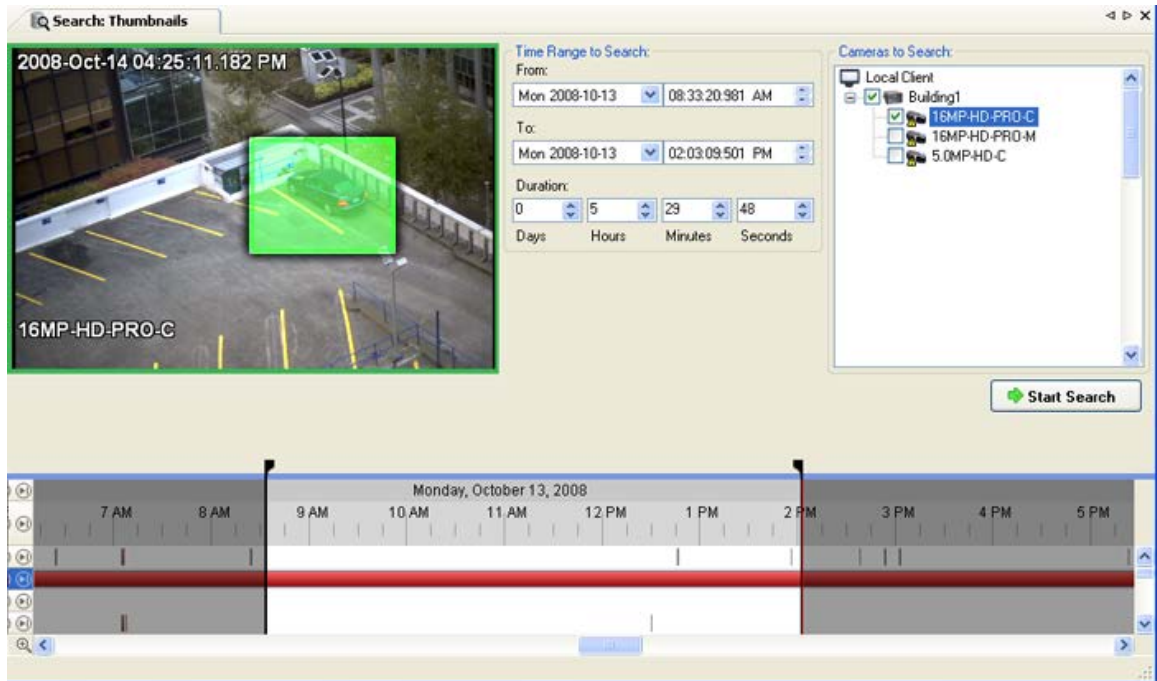 Search: Thumbnails
2008-Oct-14 04:25:11.182 PM
16MP-HD-PRO-C
Time Range to Search:
From:
Mon 2008-10-13 08:33:20:981 AM
To:
Mon 2008-10-13 02:03:09:501 PM
Duration:
0 5 29 48
Days Hours Minutes Seconds
Cameras to Search:
Local Client
Building1
16MP-HD-PRO-C
16MP-HD-PRO-M
5.0MP-HD-C
Start Search
Monday, October 13, 2008
7 AM 8 AM 9 AM 10 AM 11 AM 12 PM 1 PM 2 PM 3 PM 4 PM 5 PM